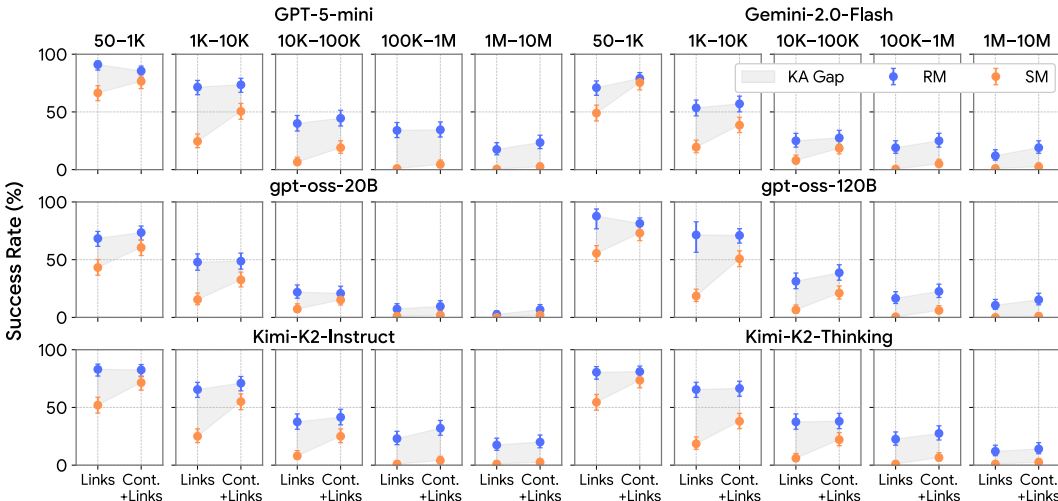 GPT-5-mini Gemini-2.0-Flash
50–1K 1K–10K 10K–100K 100K–1M 1M–10M 50–1K 1K–10K 10K–100K 100K–1M 1M–10M
KA Gap RM SM
100
50
0
gpt-oss-20B gpt-oss-120B
100
50
0
Success Rate (%)
Kimi-K2-Instruct Kimi-K2-Thinking
100
50
0
Links Cont. Links Cont. Links Cont. Links Cont. Links Cont. Links Cont. Links Cont. Links Cont. Links Cont. Links Cont.
+Links +Links +Links +Links +Links +Links +Links +Links +Links +Links